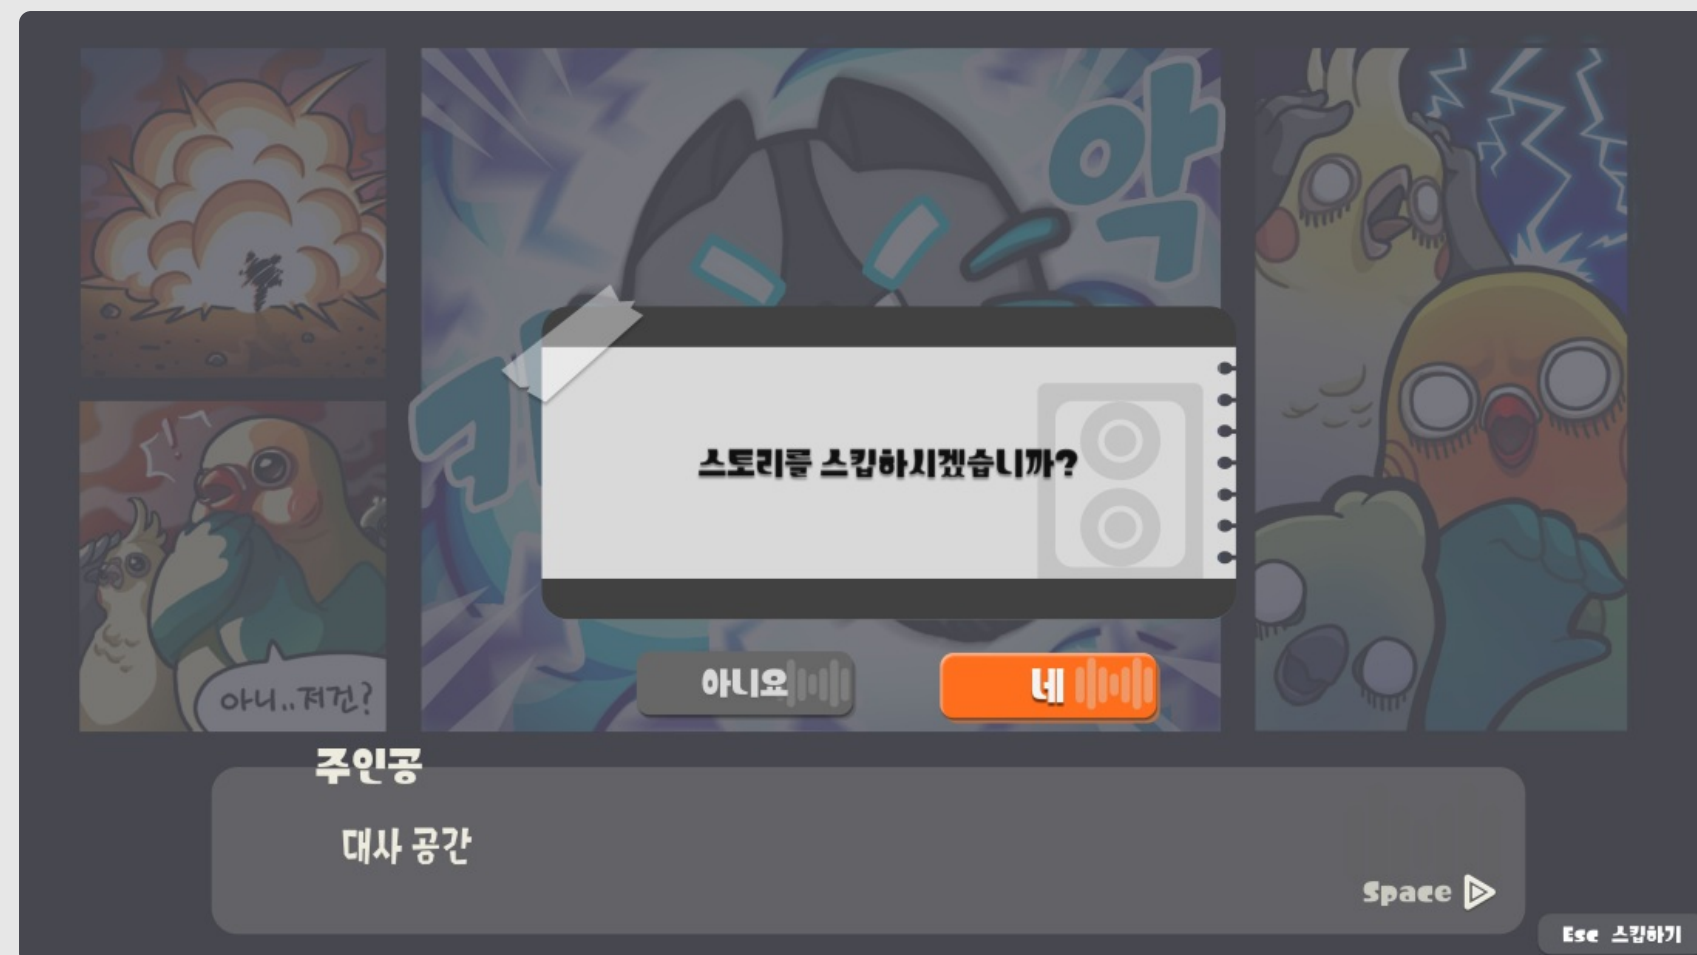 악
스토리를 스킵하시겠습니까?
아니요
네
아니..저건?
주인공
대사 공간
Space
Esc 스킵하기